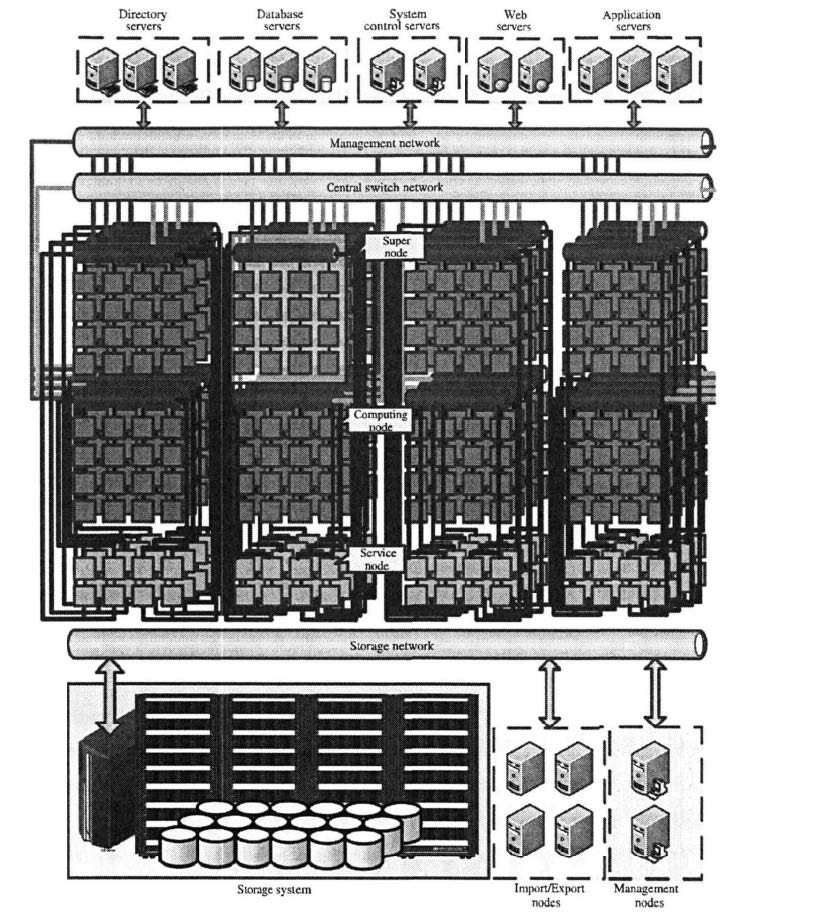 Directory
servers
Database
servers
System
control servers
Web
servers
Application
servers
Management network
Central switch network
Super
node
Computing
node
Service
node
Storage network
Storage system
Import/Export
nodes
Management
nodes